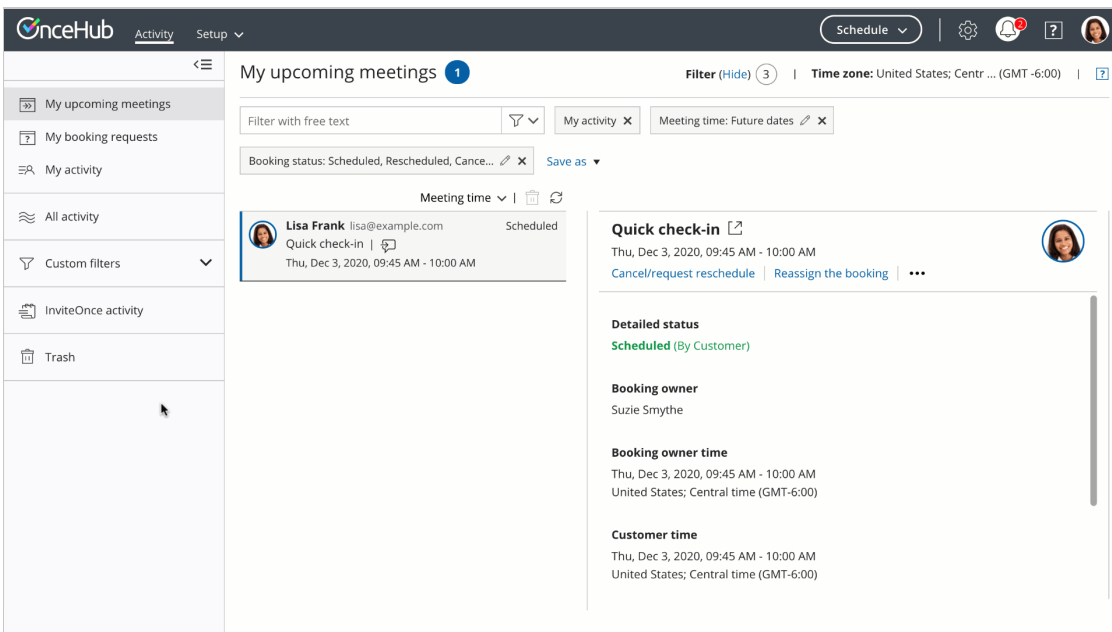 OnceHub Activity Setup Schedule 2 ?
My upcoming meetings 1 Filter (Hide) 3 | Time zone: United States; Centr ... (GMT -6:00) | ?
My upcoming meetings
My booking requests
My activity
All activity
Custom filters
InviteOnce activity
Trash
Filter with free text My activity Meeting time: Future dates
Booking status: Scheduled, Rescheduled, Cance... Save as
Meeting time |
Lisa Frank lisa@example.com Scheduled
Quick check-in |
Thu, Dec 3, 2020, 09:45 AM - 10:00 AM
Quick check-in
Thu, Dec 3, 2020, 09:45 AM - 10:00 AM
Cancel/request reschedule | Reassign the booking | •••
Detailed status
Scheduled (By Customer)
Booking owner
Suzie Smythe
Booking owner time
Thu, Dec 3, 2020, 09:45 AM - 10:00 AM
United States; Central time (GMT-6:00)
Customer time
Thu, Dec 3, 2020, 09:45 AM - 10:00 AM
United States; Central time (GMT-6:00)